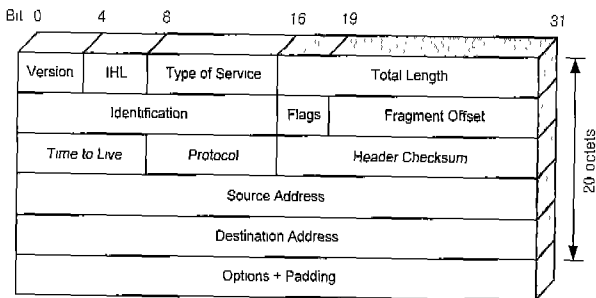 Bit 0 4 8 16 19 31
Version IHL Type of Service Total Length
Identification Flags Fragment Offset
Time to Live Protocol Header Checksum
Source Address
Destination Address
Options + Padding
20 octets